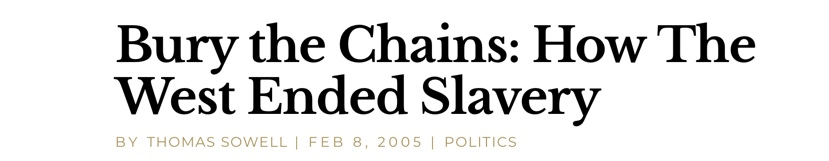 Bury the Chains: How The
West Ended Slavery
BY THOMAS SOWELL | FEB 8, 2005 | POLITICS